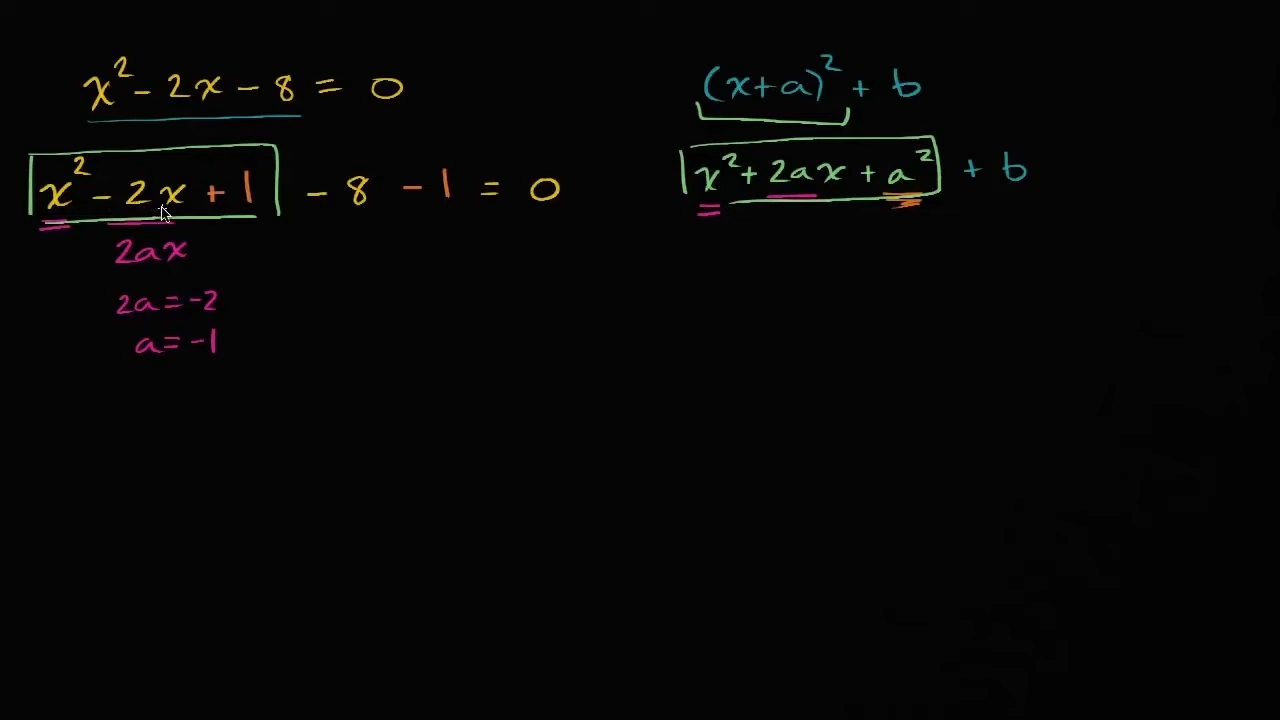 x² - 2x - 8 = 0
(x+a)² + b
x² - 2x + 1 - 8 - 1 = 0
x² + 2ax + a² + b
2ax
2a = -2
a = -1